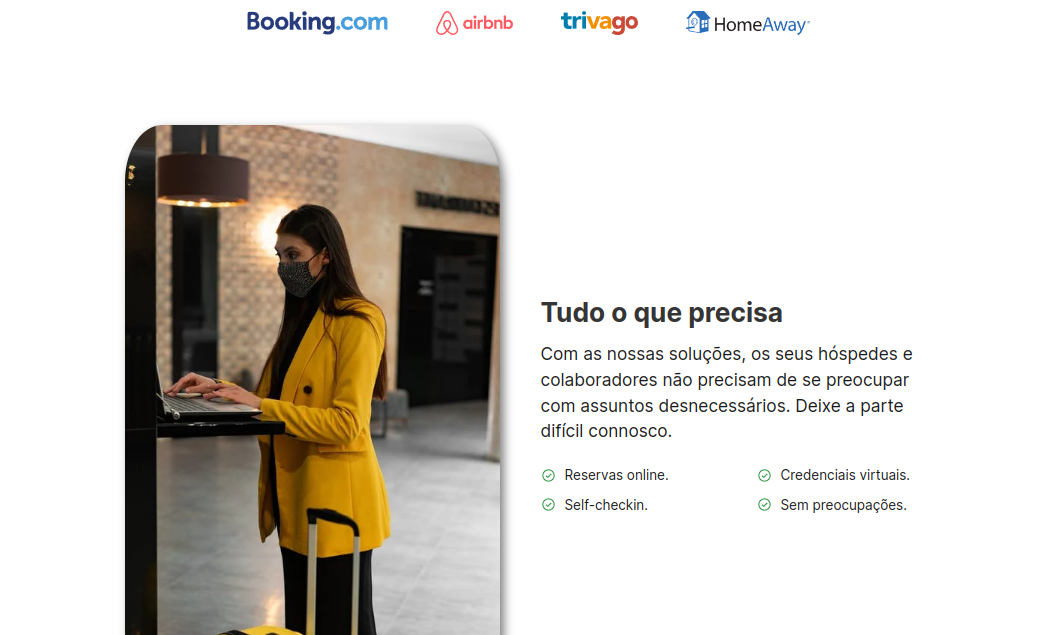 Booking.com
airbnb
trivago
HomeAway
Tudo o que precisa
Com as nossas soluções, os seus hóspedes e
colaboradores não precisam de se preocupar
com assuntos desnecessários. Deixe a parte
difícil connosco.
Reservas online.
Credenciais virtuais.
Self-checkin.
Sem preocupações.